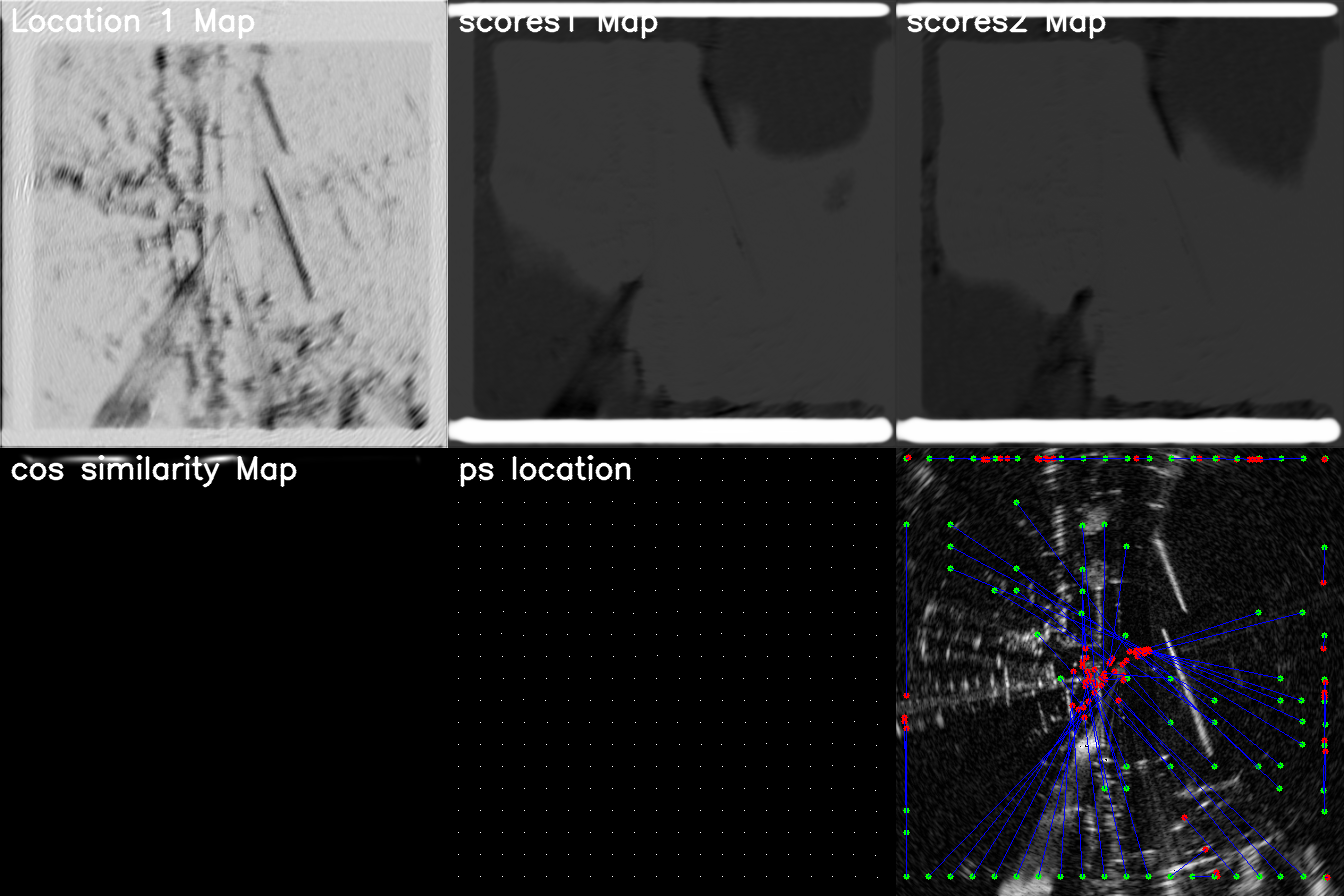 Location 1 Map
scores1 Map
scores2 Map
cos similarity Map
ps location